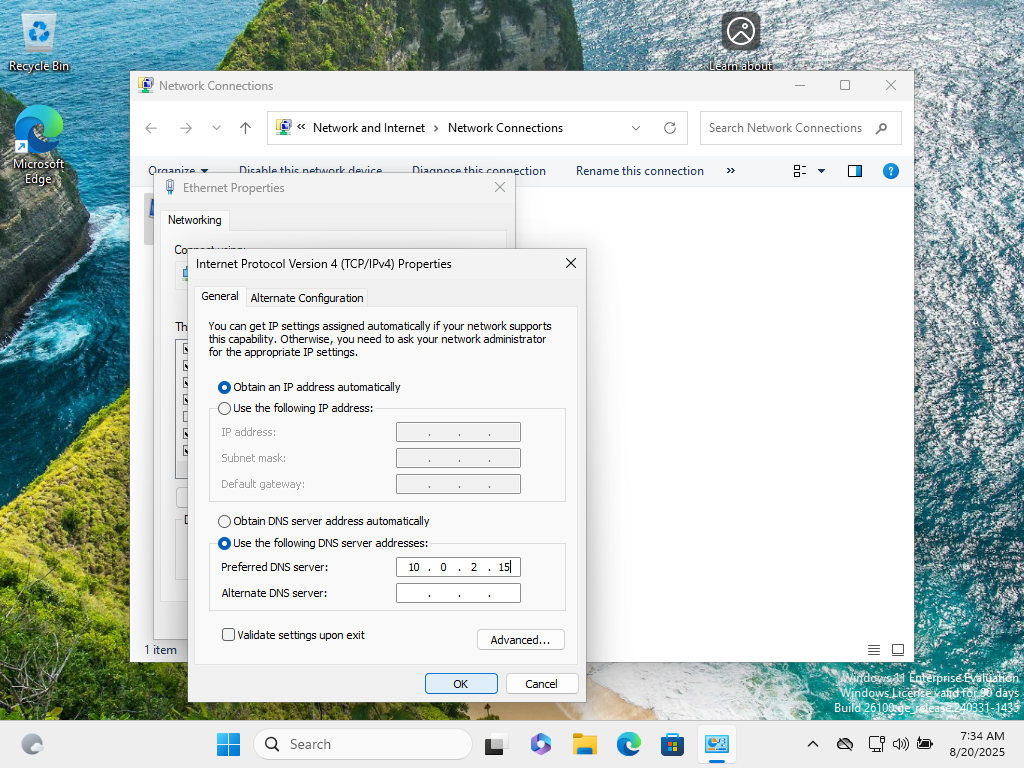 Recycle Bin
Learn about
Microsoft
Edge
Network Connections
Network and Internet
Network Connections
Search Network Connections
Organize
Disable this network device
Diagnose this connection
Rename this connection
Ethernet Properties
Networking
Connect using:
Internet Protocol Version 4 (TCP/IPv4) Properties
General
Alternate Configuration
You can get IP settings assigned automatically if your network supports
this capability. Otherwise, you need to ask your network administrator
for the appropriate IP settings.
Obtain an IP address automatically
Use the following IP address:
IP address:
Subnet mask:
Default gateway:
Obtain DNS server address automatically
Use the following DNS server addresses:
Preferred DNS server:
10 . 0 . 2 . 15
Alternate DNS server:
Validate settings upon exit
Advanced...
OK
Cancel
1 item
Windows 11 Enterprise Evaluation
Windows License valid for 90 days
Build 26100.ge_release.240331-1435
Search
7:34 AM
8/20/2025